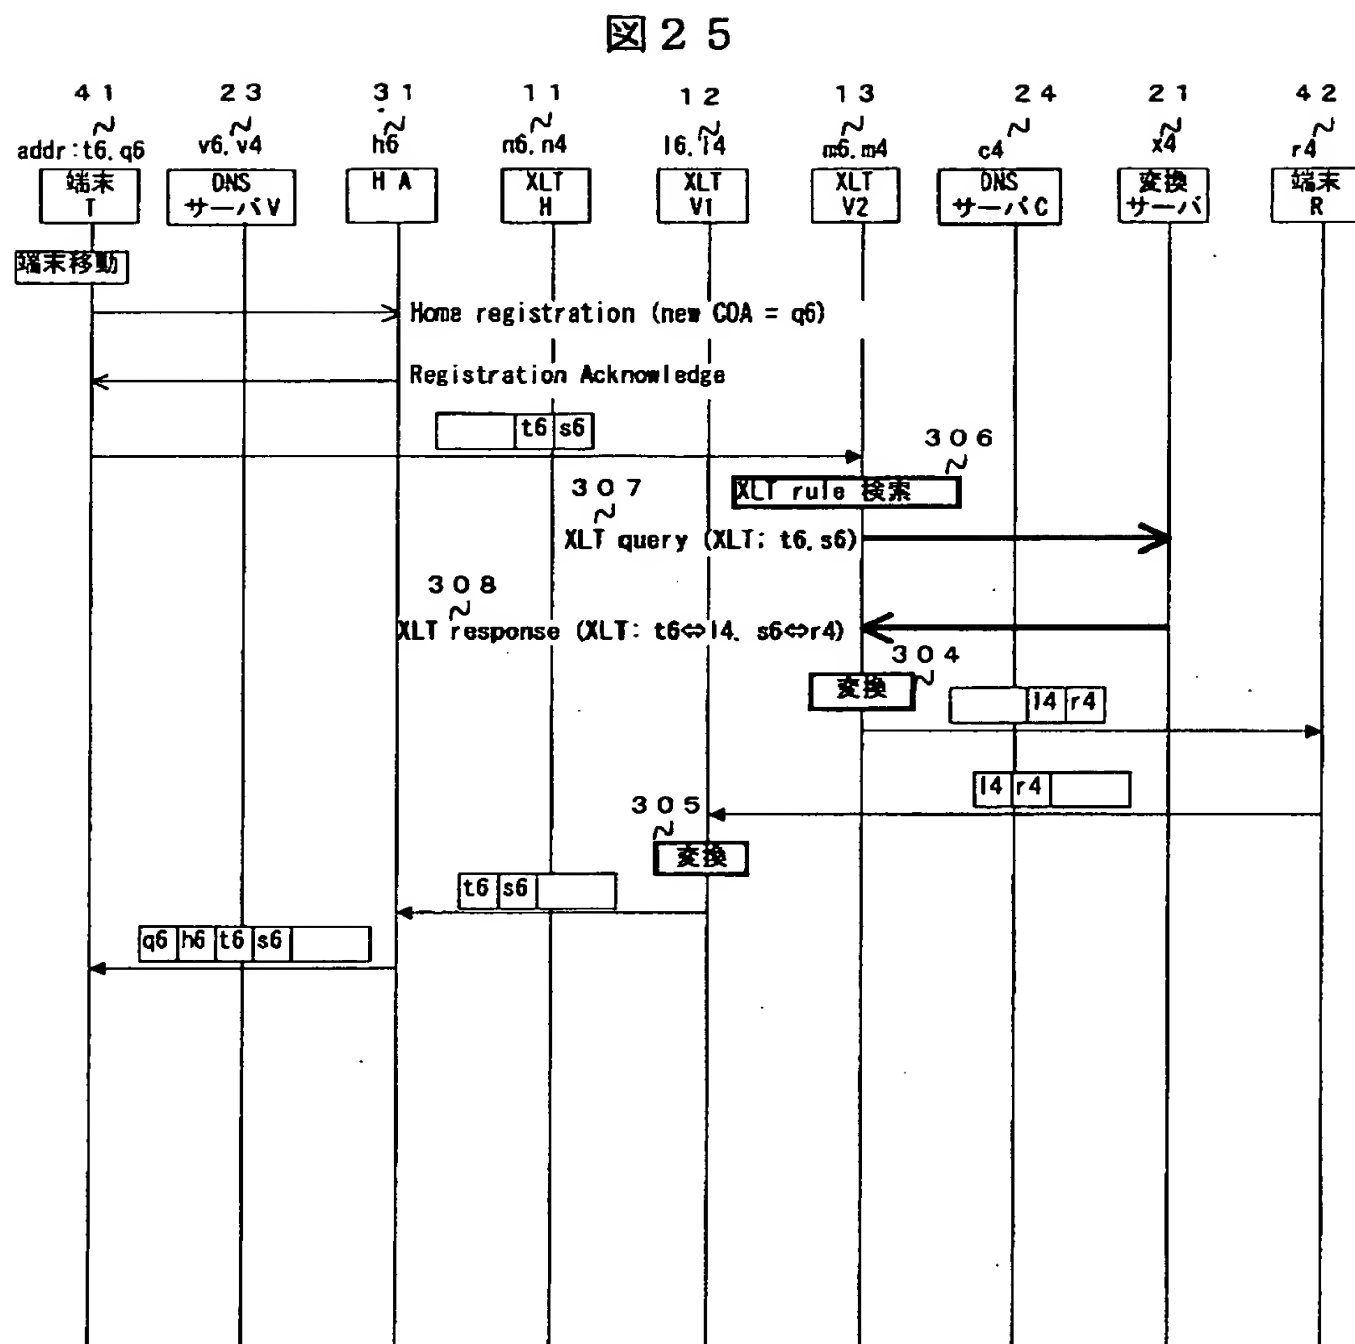 図２５
４１ ２３ ３１ １１ １２ １３ ２４ ２１ ４２
addr:t6, q6 v6, v4 h6 n6, n4 l6, l4 m6, m4 c4 x4 r4
端末 DNS ＨＡ XLT XLT XLT DNS 変換 端末
T サーバV H V1 V2 サーバC サーバ R
端末移動
Home registration (new COA = q6)
Registration Acknowledge
t6 s6
３０６
XLT rule 検索
３０７
XLT query (XLT: t6, s6)
３０８
XLT response (XLT: t6⇔l4, s6⇔r4)
３０４
変換
l4 r4
l4 r4
３０５
変換
t6 s6
q6 h6 t6 s6